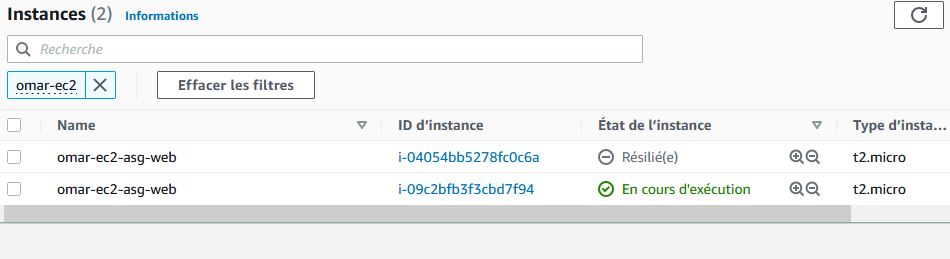 Instances (2) Informations
Recherche
omar-ec2 Effacer les filtres
Name ID d'instance État de l'instance Type d'insta...
omar-ec2-asg-web i-04054bb5278fc0c6a Résilié(e) t2.micro
omar-ec2-asg-web i-09c2bfb3f3cbd7f94 En cours d'exécution t2.micro